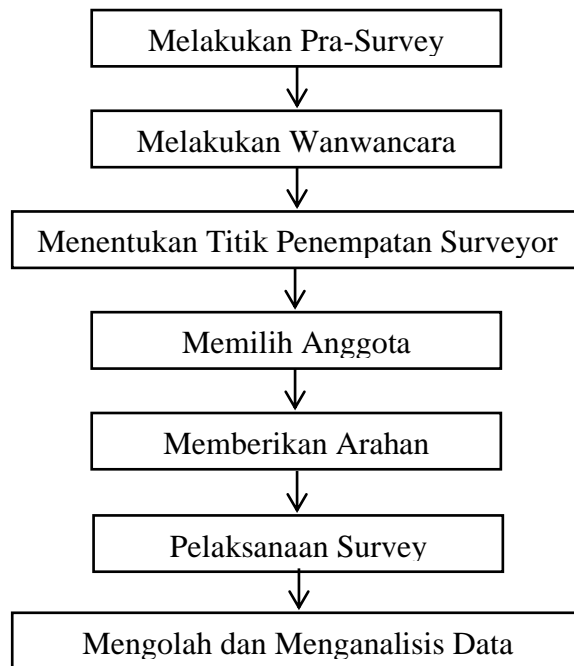 Melakukan Pra-Survey
Melakukan Wanwancara
Menentukan Titik Penempatan Surveyor
Memilih Anggota
Memberikan Arahan
Pelaksanaan Survey
Mengolah dan Menganalisis Data